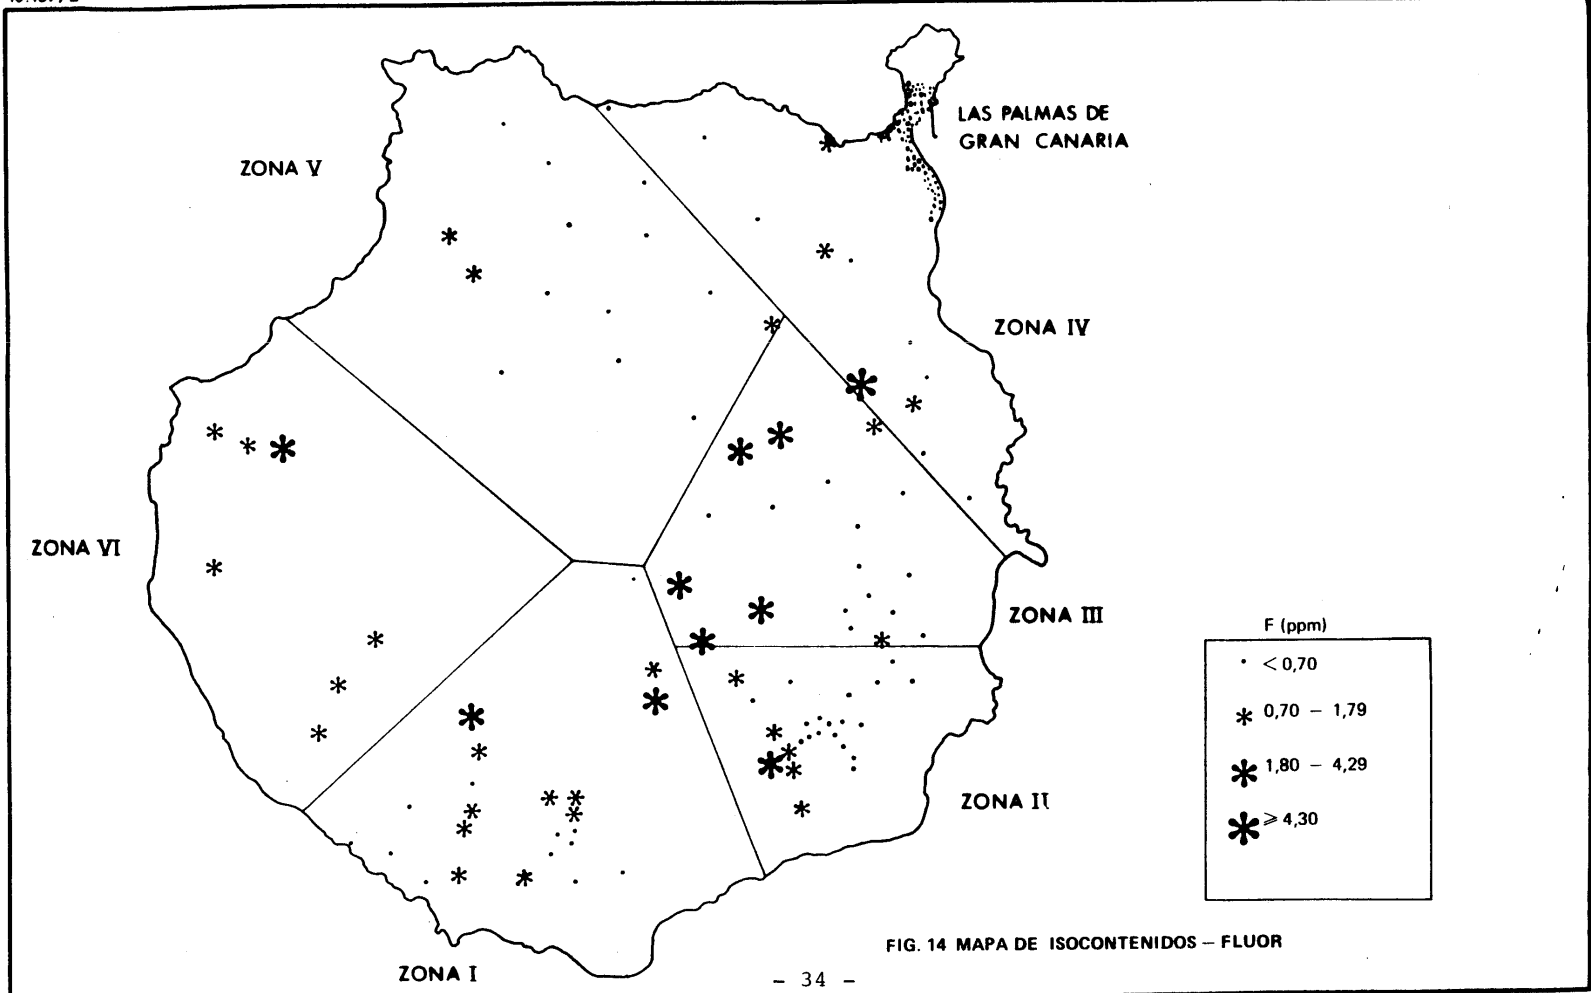 LAS PALMAS DE
GRAN CANARIA
ZONA V
ZONA IV
ZONA VI
ZONA III
F (ppm)
< 0,70
0,70 – 1,79
1,80 – 4,29
⩾ 4,30
ZONA II
FIG. 14 MAPA DE ISOCONTENIDOS – FLUOR
ZONA I
- 34 -